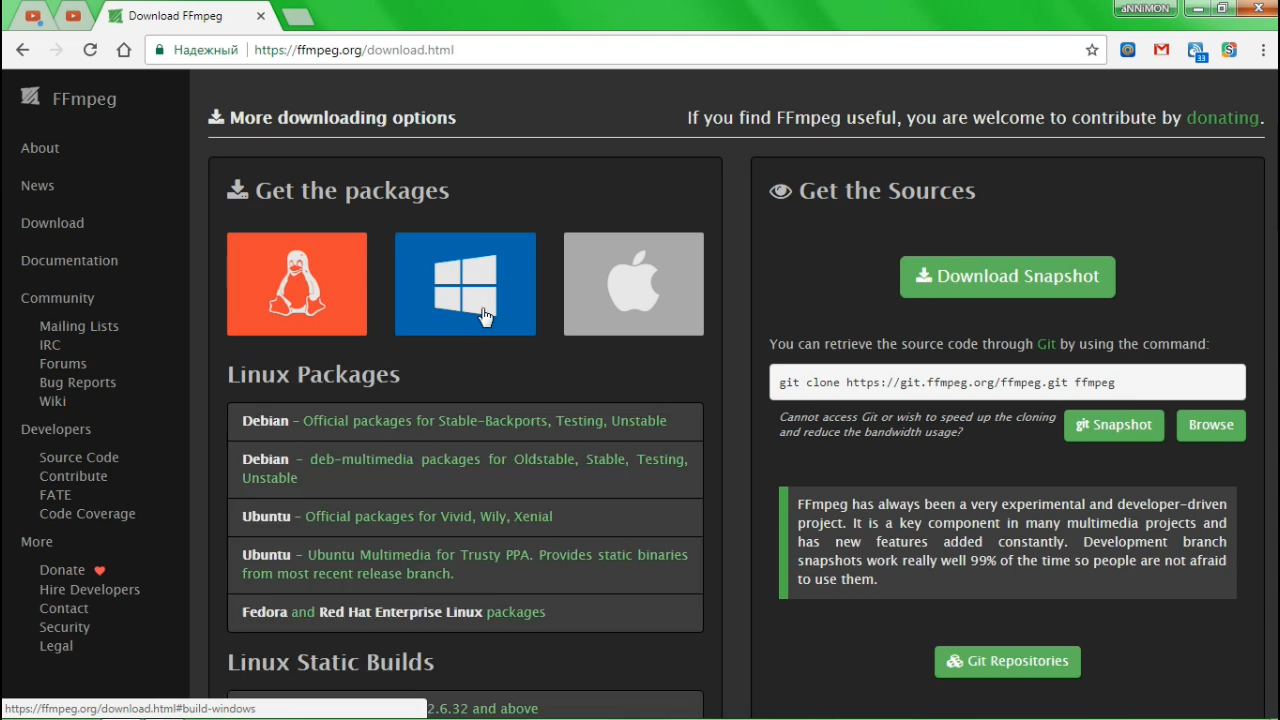 Download FFmpeg
aNNiMON
Надежный
https://ffmpeg.org/download.html
33
FFmpeg
About
News
Download
Documentation
Community
Mailing Lists
IRC
Forums
Bug Reports
Wiki
Developers
Source Code
Contribute
FATE
Code Coverage
More
Donate
Hire Developers
Contact
Security
Legal
More downloading options
If you find FFmpeg useful, you are welcome to contribute by donating.
Get the packages
Linux Packages
Debian – Official packages for Stable-Backports, Testing, Unstable
Debian – deb-multimedia packages for Oldstable, Stable, Testing,
Unstable
Ubuntu – Official packages for Vivid, Wily, Xenial
Ubuntu – Ubuntu Multimedia for Trusty PPA. Provides static binaries
from most recent release branch.
Fedora and Red Hat Enterprise Linux packages
Linux Static Builds
2.6.32 and above
Get the Sources
Download Snapshot
You can retrieve the source code through Git by using the command:
git clone https://git.ffmpeg.org/ffmpeg.git ffmpeg
Cannot access Git or wish to speed up the cloning
and reduce the bandwidth usage?
git Snapshot
Browse
FFmpeg has always been a very experimental and developer-driven
project. It is a key component in many multimedia projects and
has new features added constantly. Development branch
snapshots work really well 99% of the time so people are not afraid
to use them.
Git Repositories
https://ffmpeg.org/download.html#build-windows